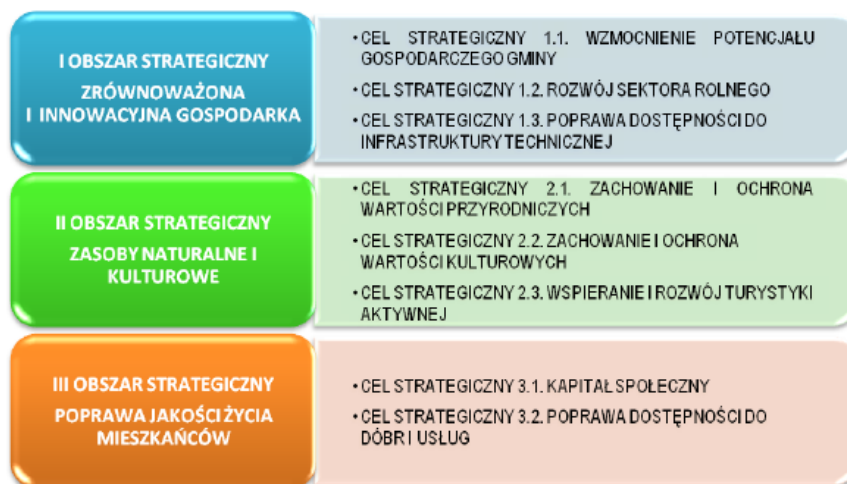 I OBSZAR STRATEGICZNY
ZRÓWNOWAŻONA
I INNOWACYJNA GOSPODARKA
• CEL STRATEGICZNY 1.1. WZMOCNIENIE POTENCJAŁU
GOSPODARCZEGO GMINY
• CEL STRATEGICZNY 1.2. ROZWÓJ SEKTORA ROLNEGO
• CEL STRATEGICZNY 1.3. POPRAWA DOSTĘPNOŚCI DO
INFRASTRUKTURY TECHNICZNEJ
II OBSZAR STRATEGICZNY
ZASOBY NATURALNE I
KULTUROWE
• CEL STRATEGICZNY 2.1. ZACHOWANIE I OCHRONA
WARTOŚCI PRZYRODNICZYCH
• CEL STRATEGICZNY 2.2. ZACHOWANIE I OCHRONA
WARTOŚCI KULTUROWYCH
• CEL STRATEGICZNY 2.3. WSPIERANIE I ROZWÓJ TURYSTYKI
AKTYWNEJ
III OBSZAR STRATEGICZNY
POPRAWA JAKOŚCI ŻYCIA
MIESZKAŃCÓW
• CEL STRATEGICZNY 3.1. KAPITAŁ SPOŁECZNY
• CEL STRATEGICZNY 3.2. POPRAWA DOSTĘPNOŚCI DO
DÓBR I USŁUG